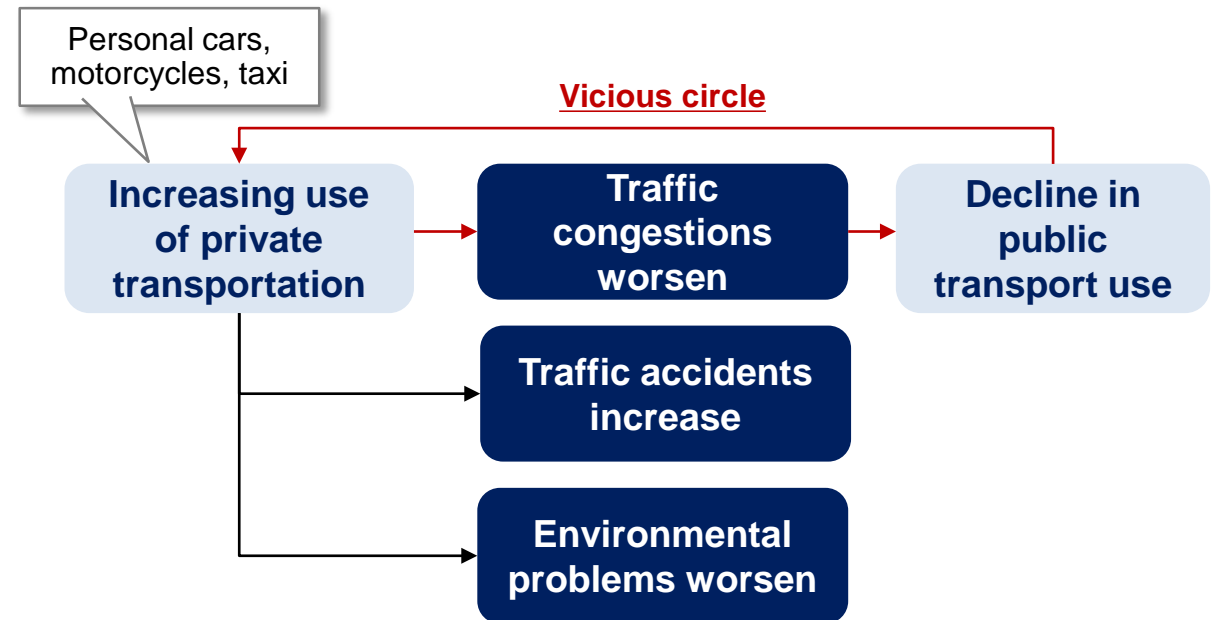 Personal cars,
motorcycles, taxi
Vicious circle
Increasing use
of private
transportation
Traffic
congestions
worsen
Decline in
public
transport use
Traffic accidents
increase
Environmental
problems worsen